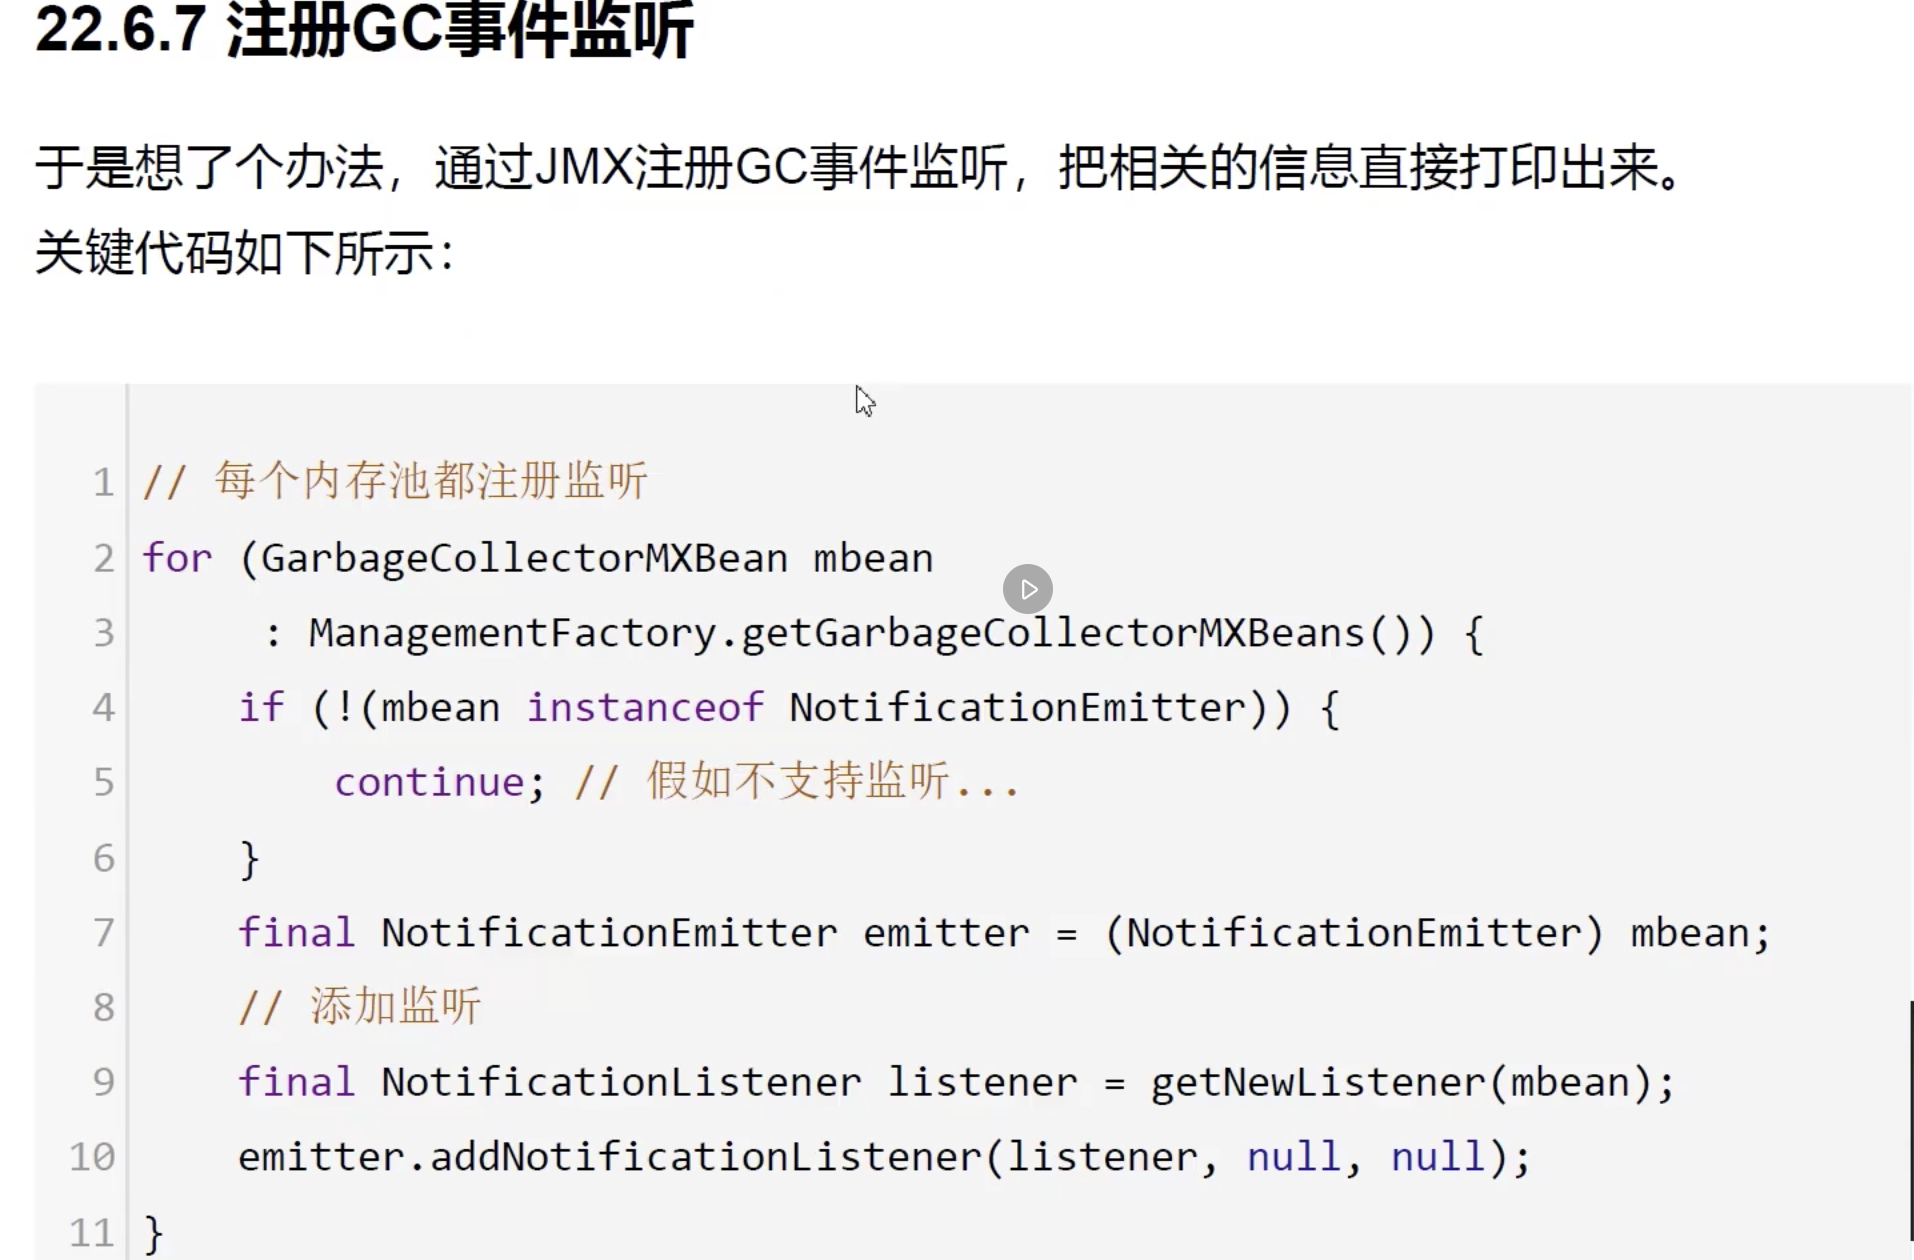 22.6.7 注册GC事件监听
于是想了个办法，通过JMX注册GC事件监听，把相关的信息直接打印出来。
关键代码如下所示：
1 // 每个内存池都注册监听
2 for (GarbageCollectorMXBean mbean
3      : ManagementFactory.getGarbageCollectorMXBeans()) {
4     if (!(mbean instanceof NotificationEmitter)) {
5         continue; // 假如不支持监听...
6     }
7     final NotificationEmitter emitter = (NotificationEmitter) mbean;
8     // 添加监听
9     final NotificationListener listener = getNewListener(mbean);
10     emitter.addNotificationListener(listener, null, null);
11 }